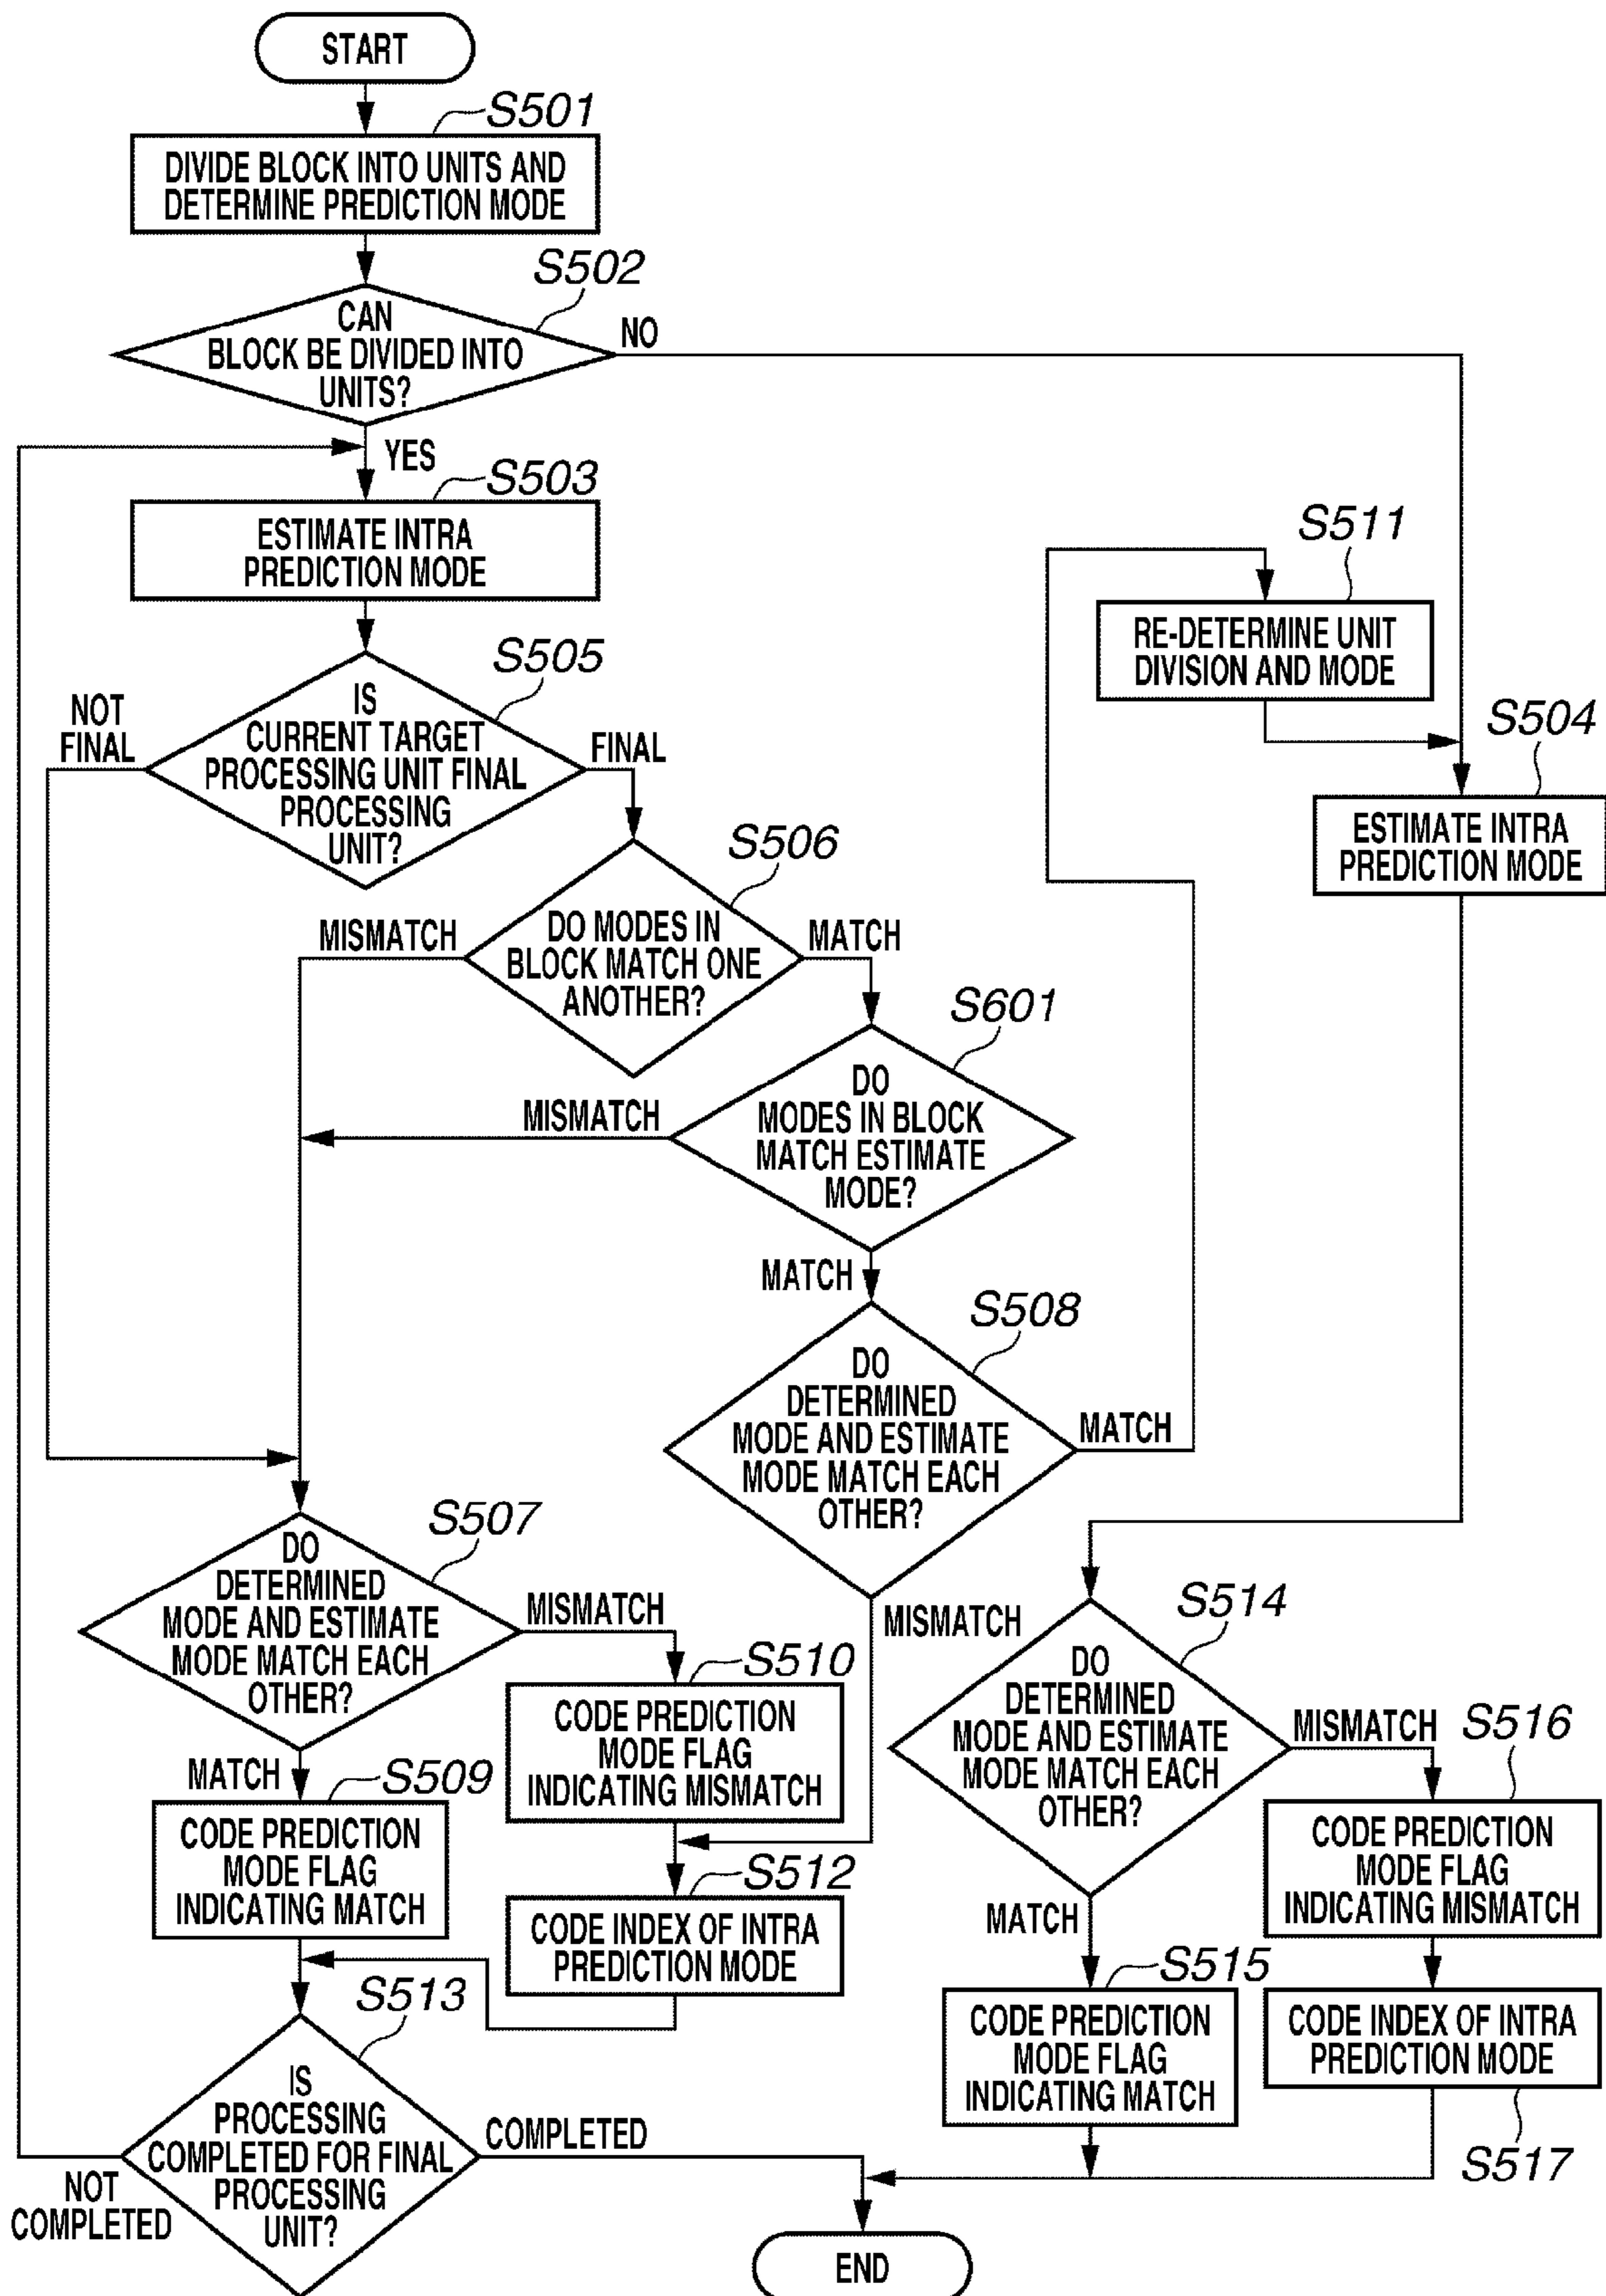 START
S501
DIVIDE BLOCK INTO UNITS AND
DETERMINE PREDICTION MODE
S502
CAN
BLOCK BE DIVIDED INTO
UNITS?
NO
YES
S503
ESTIMATE INTRA
PREDICTION MODE
S511
RE-DETERMINE UNIT
DIVISION AND MODE
S504
ESTIMATE INTRA
PREDICTION MODE
S505
NOT
FINAL
IS
CURRENT TARGET
PROCESSING UNIT FINAL
PROCESSING
UNIT?
FINAL
S506
MISMATCH
DO MODES IN
BLOCK MATCH ONE
ANOTHER?
MATCH
S601
MISMATCH
DO
MODES IN BLOCK
MATCH ESTIMATE
MODE?
MATCH
S508
DO
DETERMINED
MODE AND ESTIMATE
MODE MATCH EACH
OTHER?
MATCH
MISMATCH
S507
DO
DETERMINED
MODE AND ESTIMATE
MODE MATCH EACH
OTHER?
MISMATCH
MATCH
S510
CODE PREDICTION
MODE FLAG
INDICATING MISMATCH
S509
CODE PREDICTION
MODE FLAG
INDICATING MATCH
S512
CODE INDEX OF INTRA
PREDICTION MODE
S514
DO
DETERMINED
MODE AND ESTIMATE
MODE MATCH EACH
OTHER?
MISMATCH
MATCH
S516
CODE PREDICTION
MODE FLAG
INDICATING MISMATCH
S515
CODE PREDICTION
MODE FLAG
INDICATING MATCH
CODE INDEX OF INTRA
PREDICTION MODE
S517
S513
IS
PROCESSING
COMPLETED FOR FINAL
PROCESSING
UNIT?
COMPLETED
NOT
COMPLETED
END